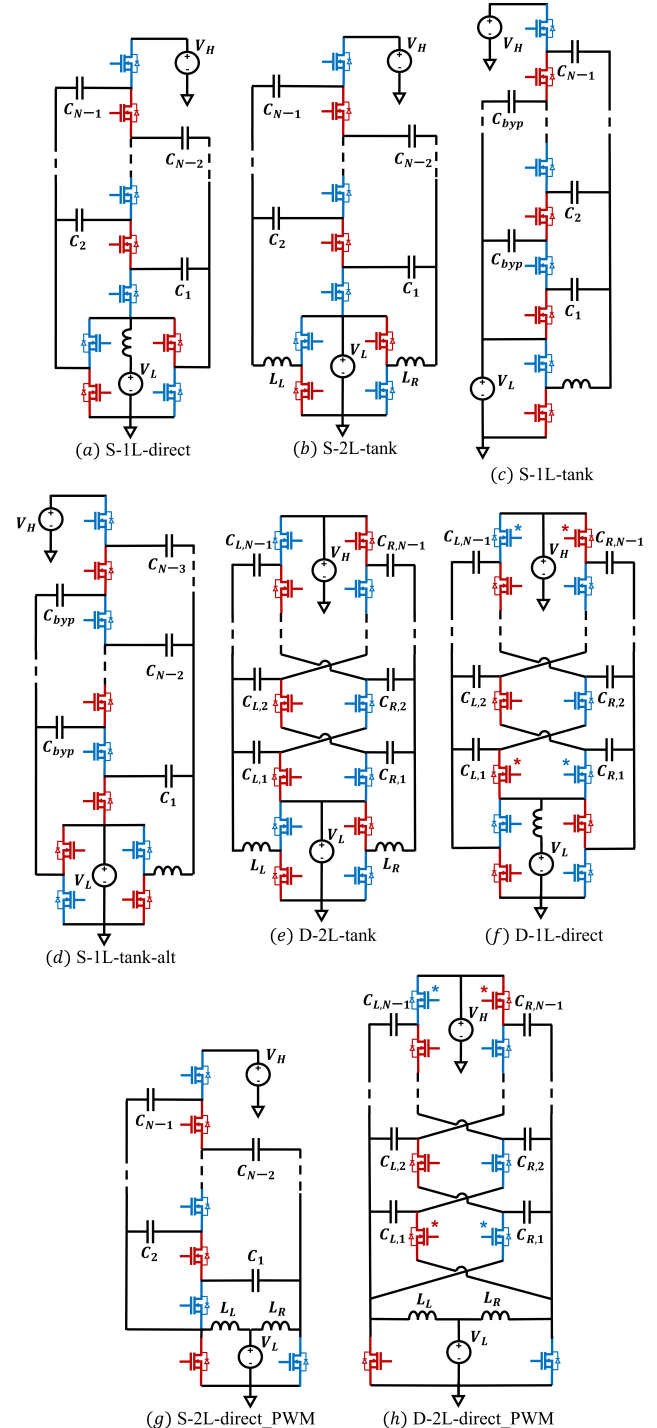 V_H
C_{N−1}
C_{N−2}
C_2
C_1
V_L
(a) S-1L-direct
V_H
C_{N−1}
C_{N−2}
C_2
C_1
L_L
V_L
L_R
(b) S-2L-tank
V_H
C_{N−1}
C_{byp}
C_2
C_{byp}
C_1
V_L
(c) S-1L-tank
V_H
C_{N−3}
C_{byp}
C_{N−2}
C_{byp}
C_1
V_L
(d) S-1L-tank-alt
C_{L,N−1}
V_H
C_{R,N−1}
C_{L,2}
C_{R,2}
C_{L,1}
C_{R,1}
L_L
V_L
L_R
(e) D-2L-tank
C_{L,N−1}
*
*
V_H
C_{R,N−1}
C_{L,2}
C_{R,2}
C_{L,1}
*
*
C_{R,1}
V_L
(f) D-1L-direct
V_H
C_{N−1}
C_{N−2}
C_2
C_1
L_L
L_R
V_L
(g) S-2L-direct_PWM
C_{L,N−1}
*
*
V_H
C_{R,N−1}
C_{L,2}
C_{R,2}
C_{L,1}
*
*
C_{R,1}
L_L
L_R
V_L
(h) D-2L-direct_PWM